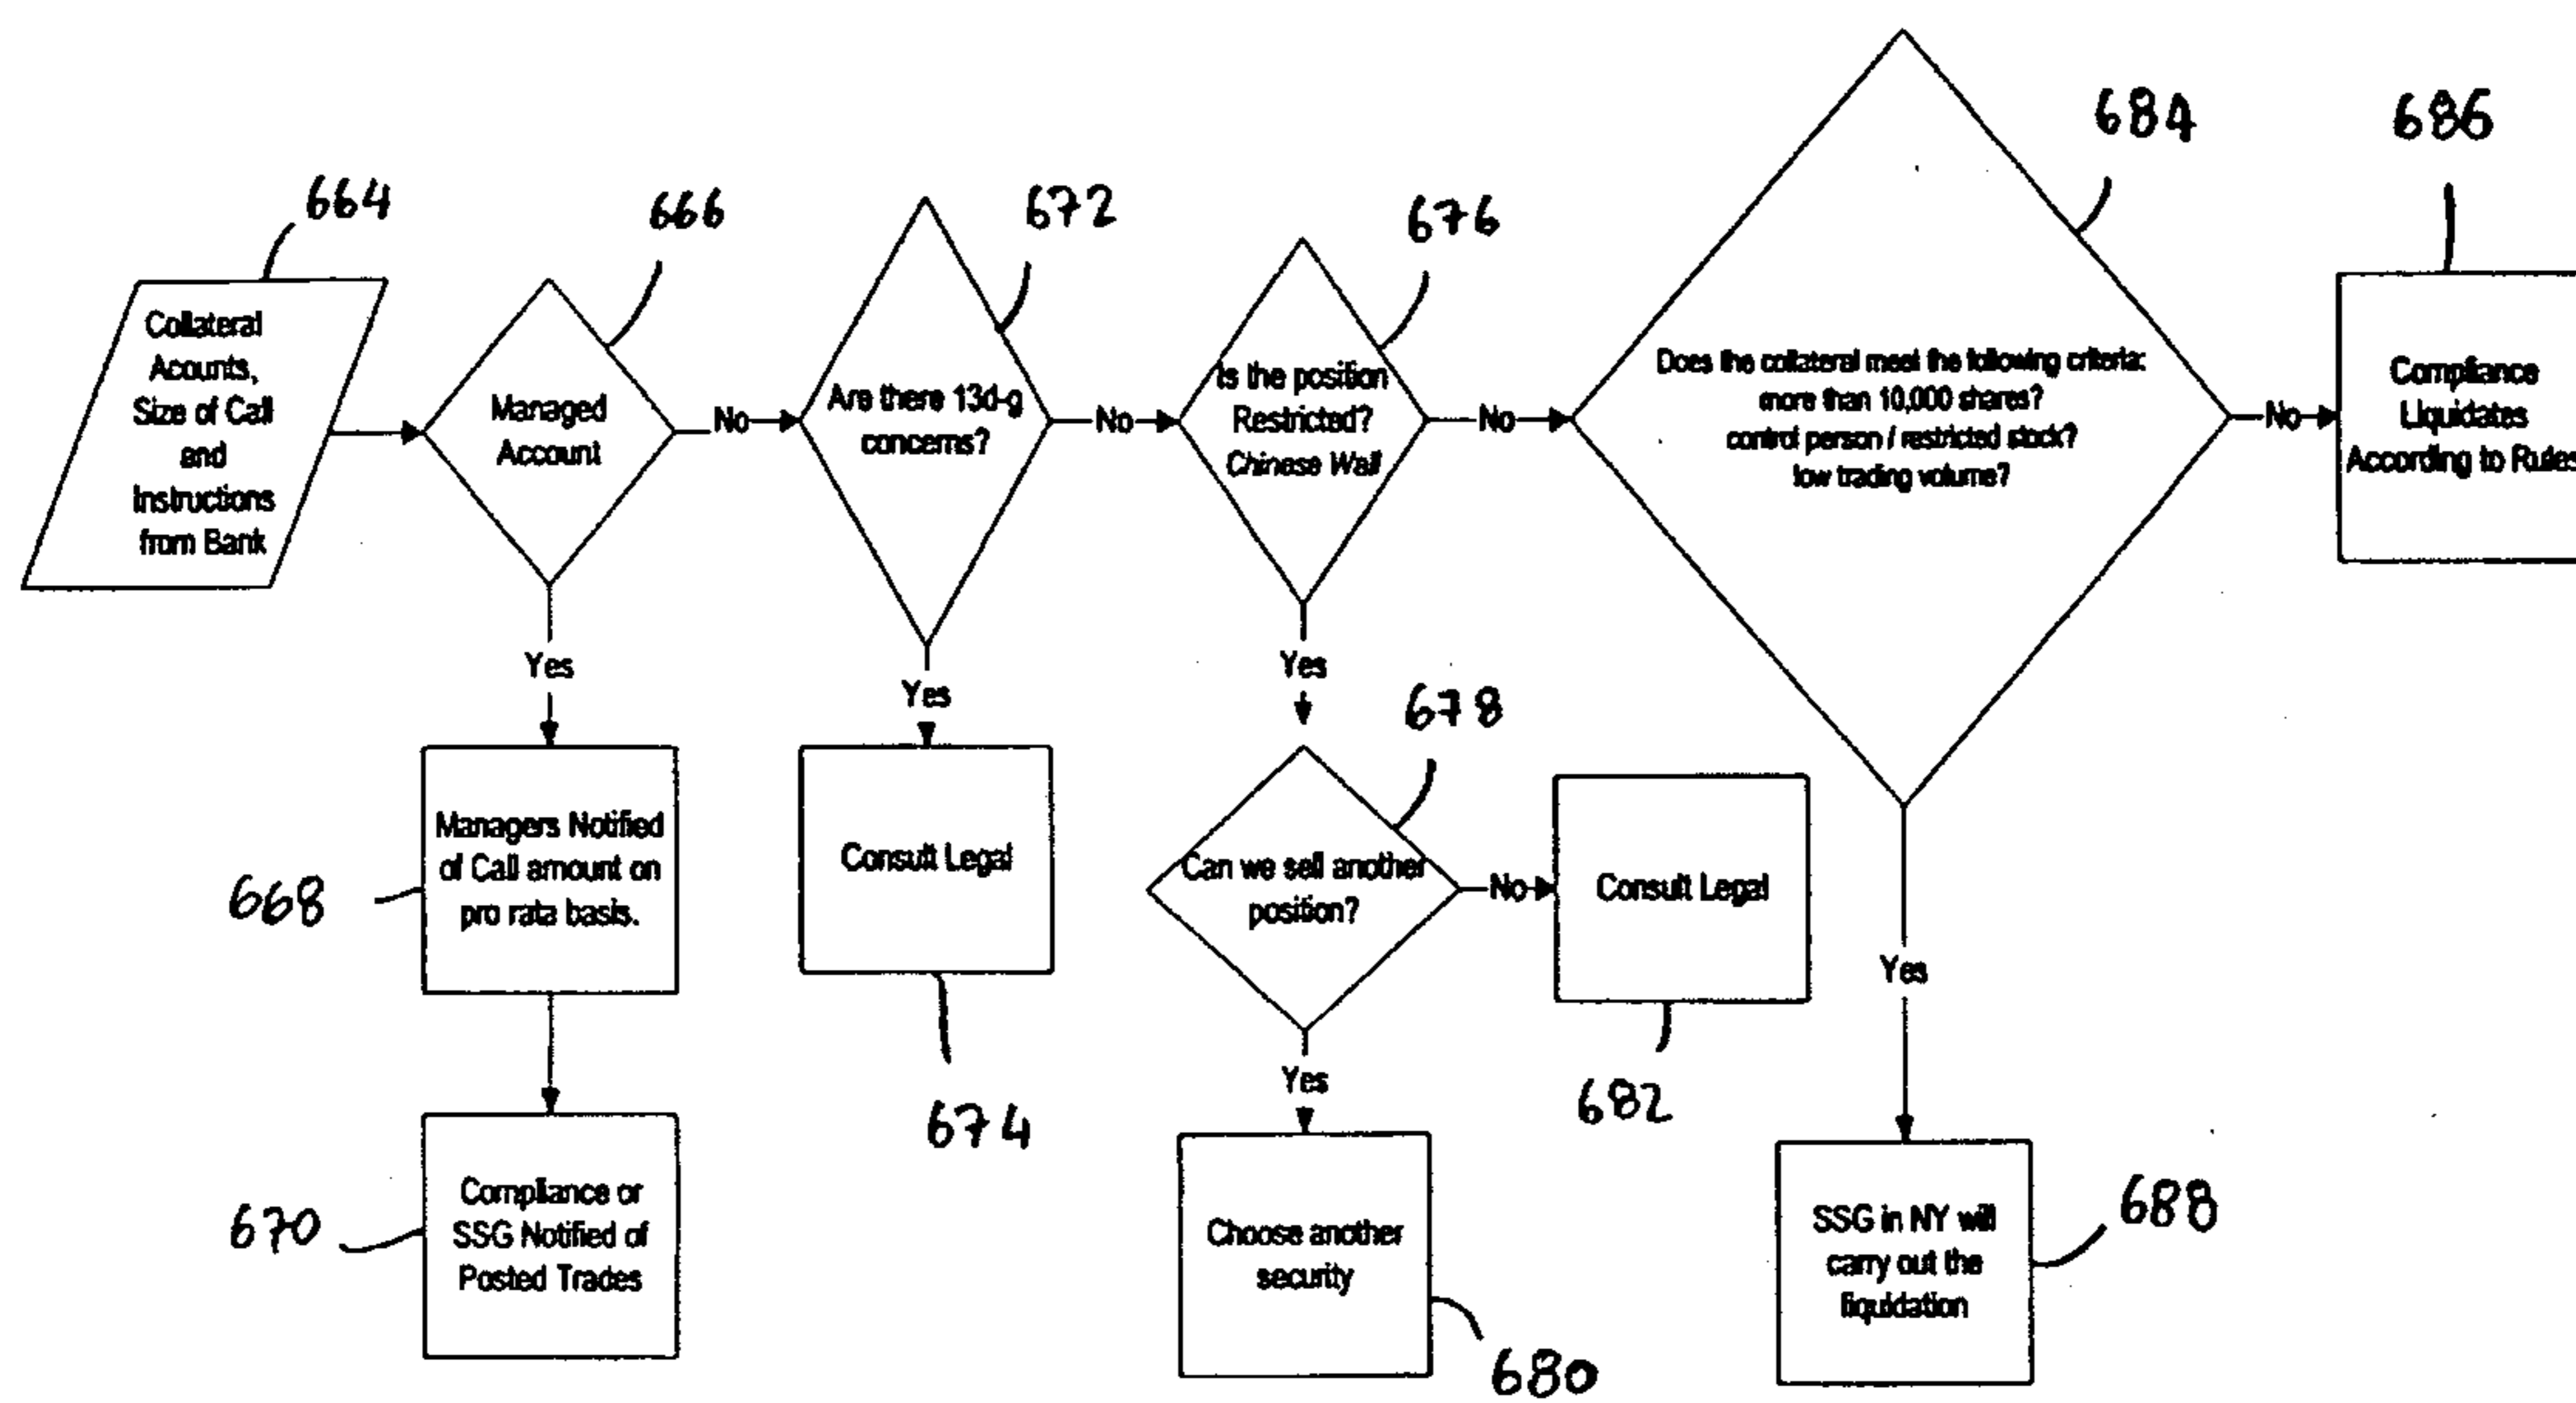 664
Collateral
Acounts,
Size of Call
and
Instructions
from Bank
666
Managed
Account
No
Yes
668
Managers Notified
of Call amount on
pro rata basis.
670
Compliance or
SSG Notified of
Posted Trades
672
Are there 13d-g
concerns?
No
Yes
Consult Legal
674
676
Is the position
Restricted?
Chinese Wall
No
Yes
678
Can we sell another
position?
No
Consult Legal
682
Yes
Choose another
security
680
684
Does the collateral meet the following criteria:
more than 10,000 shares?
control person / restricted stock?
low trading volume?
No
Yes
SSG in NY will
carry out the
liquidation
688
686
Compliance
Liquidates
According to Rules